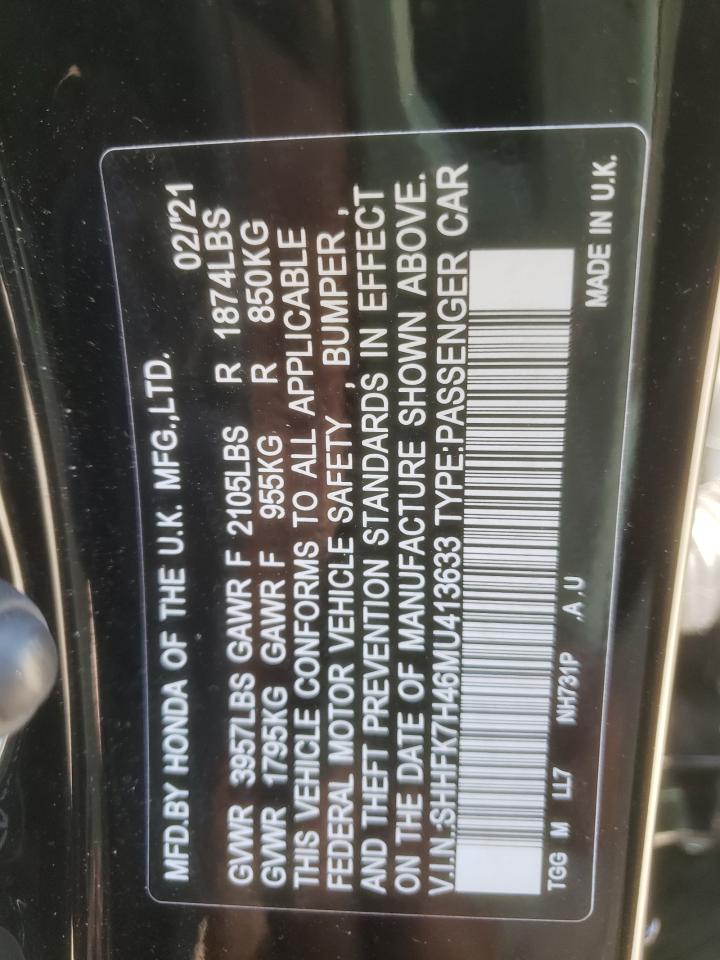 MFD.BY HONDA OF THE U.K. MFG.,LTD. 02/'21
GVWR 3957LBS GAWR F 2105LBS R 1874LBS
GVWR 1795KG GAWR F 955KG R 850KG
THIS VEHICLE CONFORMS TO ALL APPLICABLE
FEDERAL MOTOR VEHICLE SAFETY , BUMPER ,
AND THEFT PREVENTION STANDARDS IN EFFECT
ON THE DATE OF MANUFACTURE SHOWN ABOVE.
V.I.N.:SHHFK7H46MU413633 TYPE:PASSENGER CAR
TGG M LL7 NH731P .A .U MADE IN U.K.